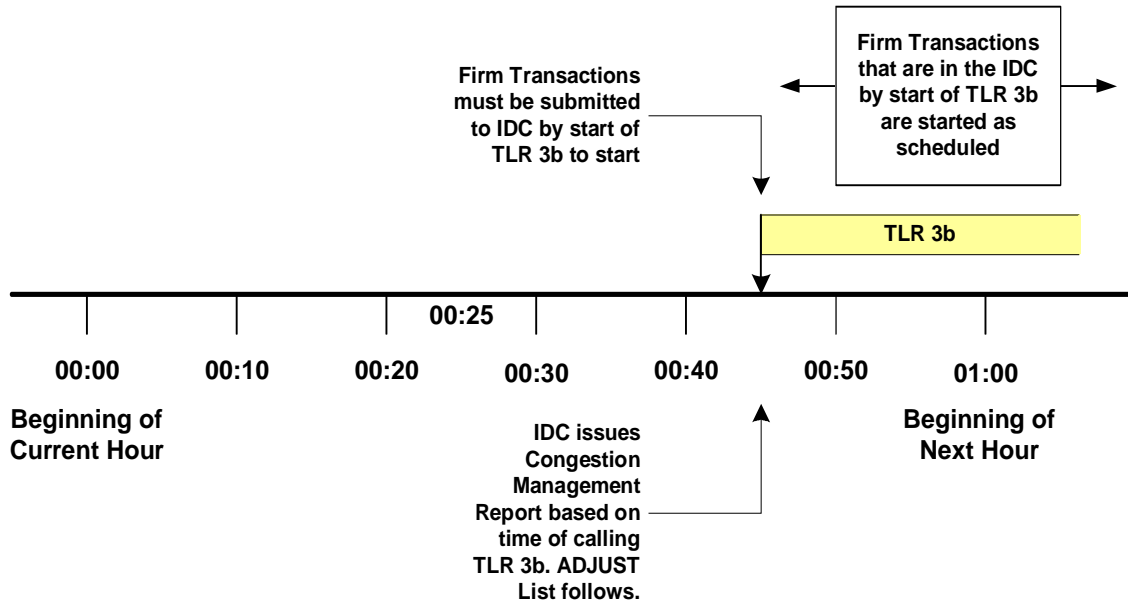 Firm Transactions
must be submitted
to IDC by start of
TLR 3b to start
Firm Transactions
that are in the IDC
by start of TLR 3b
are started as
scheduled
TLR 3b
00:25
00:00
00:10
00:20
00:30
00:40
00:50
01:00
Beginning of
Current Hour
IDC issues
Congestion
Management
Report based on
time of calling
TLR 3b. ADJUST
List follows.
Beginning of
Next Hour